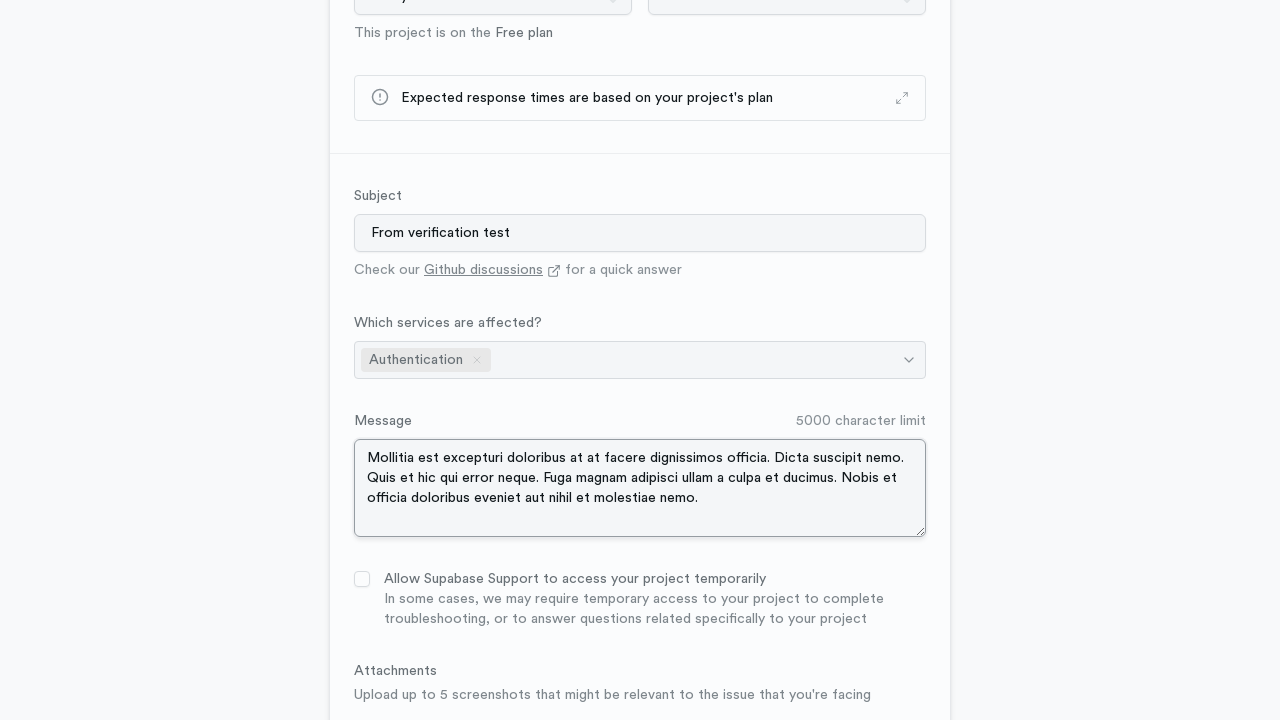 This project is on the Free plan
Expected response times are based on your project's plan
Subject
From verification test
Check our Github discussions for a quick answer
Which services are affected?
Authentication
Message
5000 character limit
Mollitia est excepturi doloribus at at facere dignissimos officia. Dicta suscipit nemo.
Quis et hic qui error neque. Fuga magnam adipisci ullam a culpa et ducimus. Nobis et
officia doloribus eveniet aut nihil et molestiae nemo.
Allow Supabase Support to access your project temporarily
In some cases, we may require temporary access to your project to complete
troubleshooting, or to answer questions related specifically to your project
Attachments
Upload up to 5 screenshots that might be relevant to the issue that you're facing